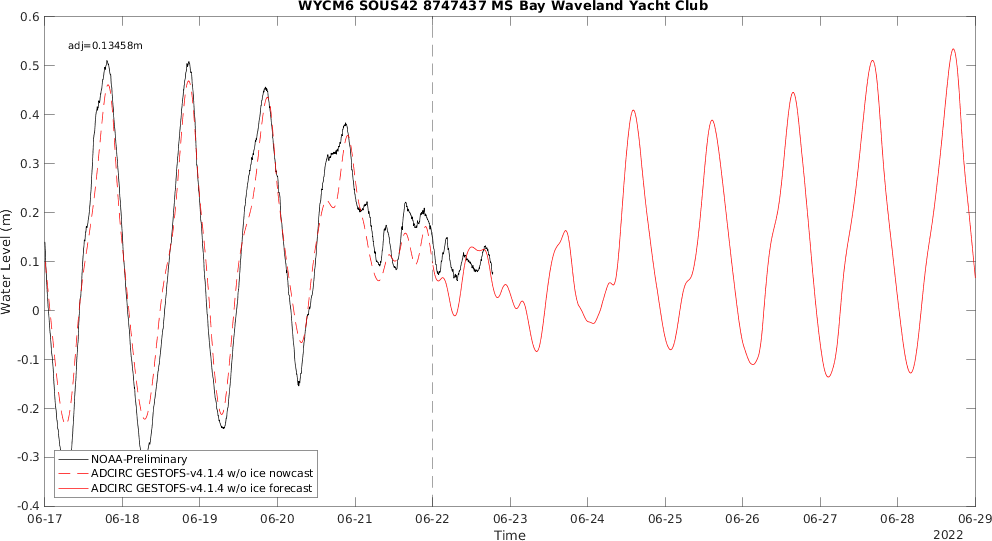 WYCM6 SOUS42 8747437 MS Bay Waveland Yacht Club
adj=0.13458m
0.6
0.5
0.4
0.3
0.2
0.1
0
-0.1
-0.2
-0.3
-0.4
Water Level (m)
NOAA-Preliminary
ADCIRC GESTOFS-v4.1.4 w/o ice nowcast
ADCIRC GESTOFS-v4.1.4 w/o ice forecast
06-17 06-18 06-19 06-20 06-21 06-22 06-23 06-24 06-25 06-26 06-27 06-28 06-29
Time
2022